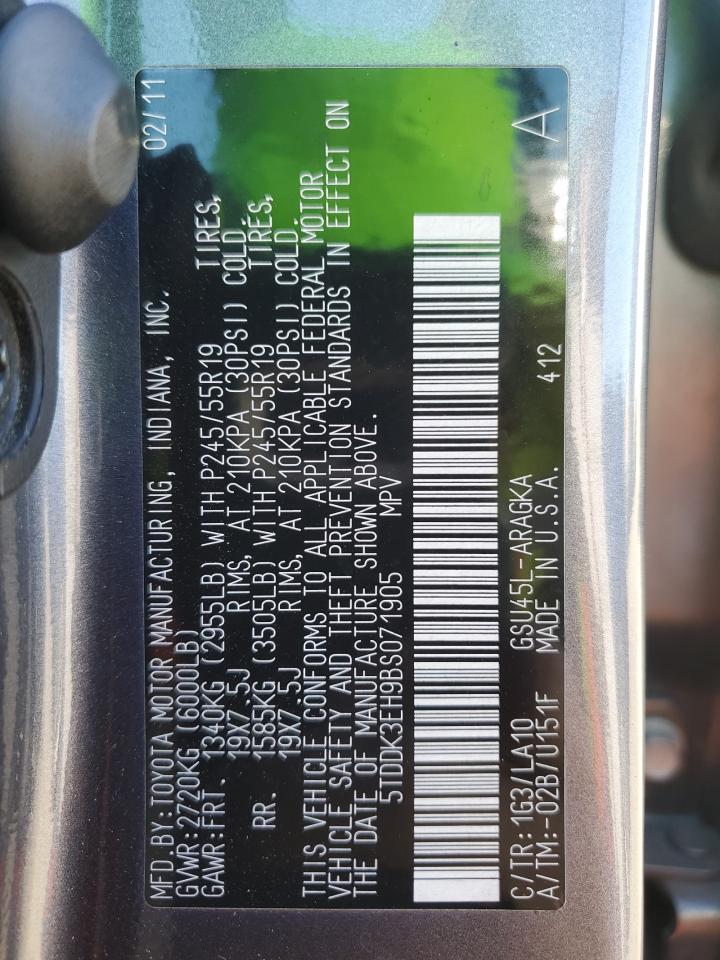 MFD.BY:TOYOTA MOTOR MANUFACTURING, INDIANA, INC. 02/11
GVWR:2720KG (6000LB)
GAWR:FRT. 1340KG (2955LB) WITH P245/55R19 TIRES,
19X7.5J RIMS, AT 210KPA (30PSI) COLD.
RR. 1585KG (3505LB) WITH P245/55R19 TIRES,
19X7.5J RIMS, AT 210KPA (30PSI) COLD.
THIS VEHICLE CONFORMS TO ALL APPLICABLE FEDERAL MOTOR
VEHICLE SAFETY AND THEFT PREVENTION STANDARDS IN EFFECT ON
THE DATE OF MANUFACTURE SHOWN ABOVE.
5TDDK3EH9BS071905 MPV
C/TR: 1G3/LA10 GSU45L-ARAGKA 412 A
A/TM:-02B/U151F MADE IN U.S.A.